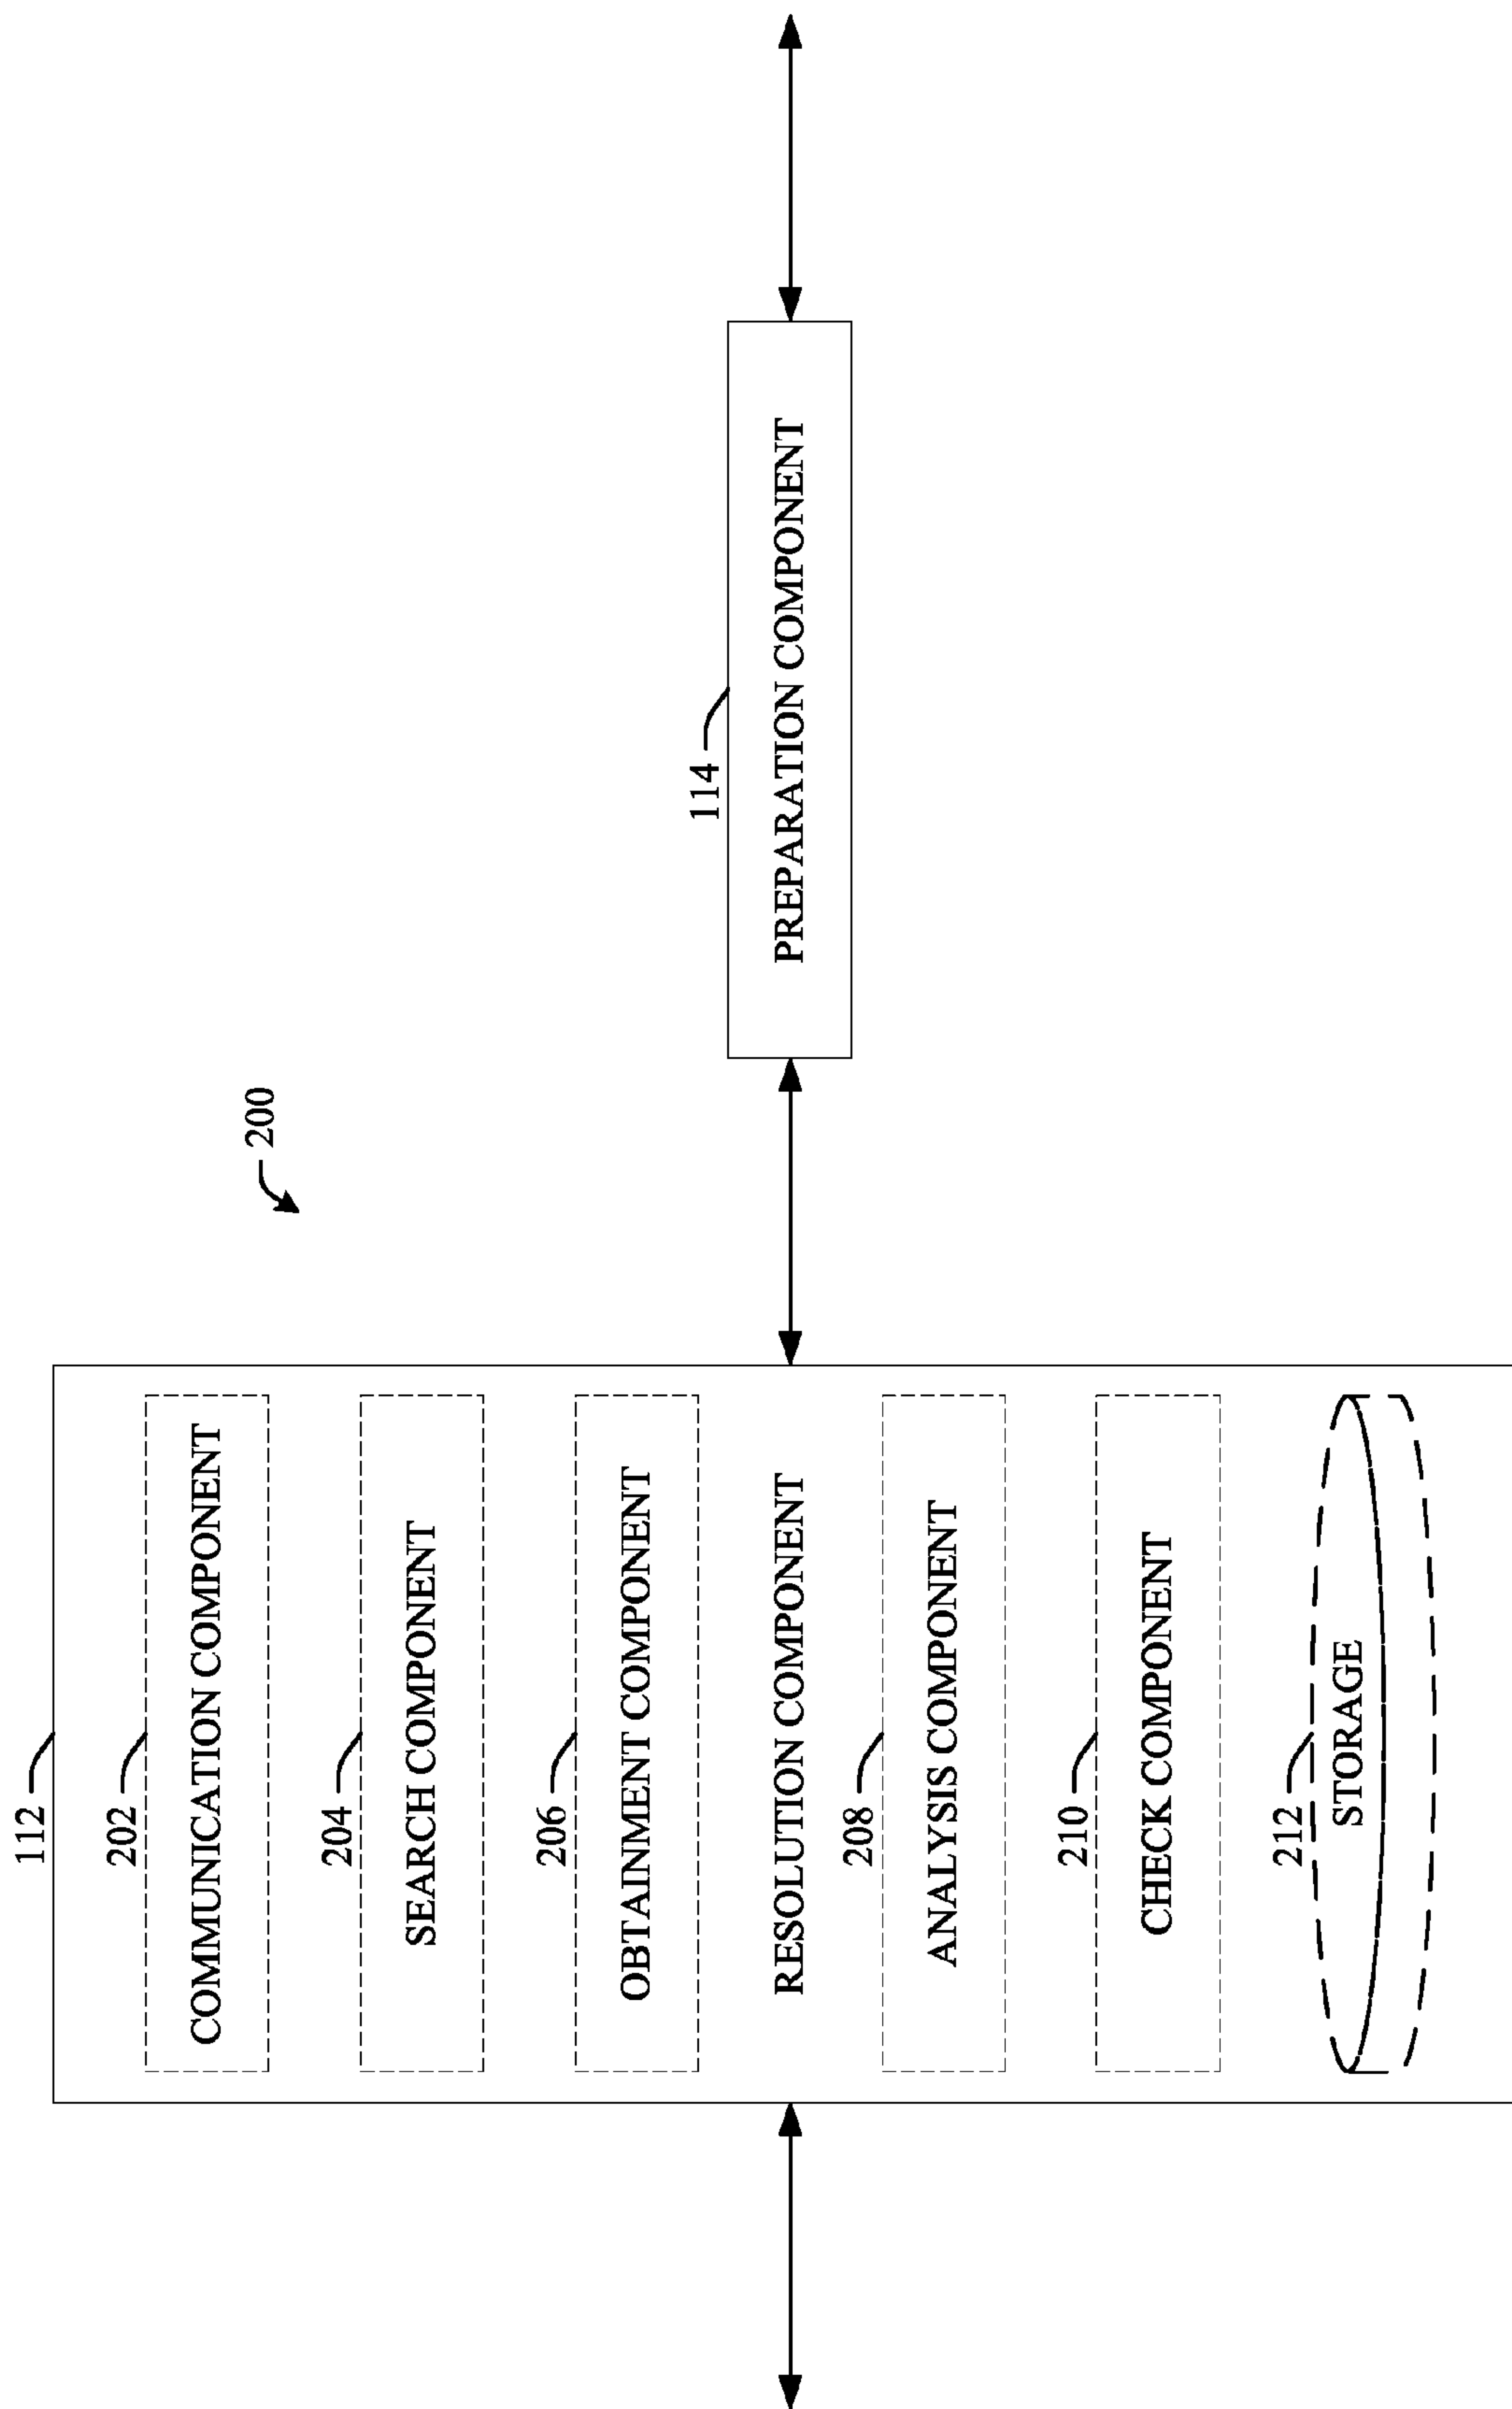 200
112
202
COMMUNICATION COMPONENT
204
SEARCH COMPONENT
206
OBTAINMENT COMPONENT
RESOLUTION COMPONENT
208
ANALYSIS COMPONENT
210
CHECK COMPONENT
212
STORAGE
114
PREPARATION COMPONENT